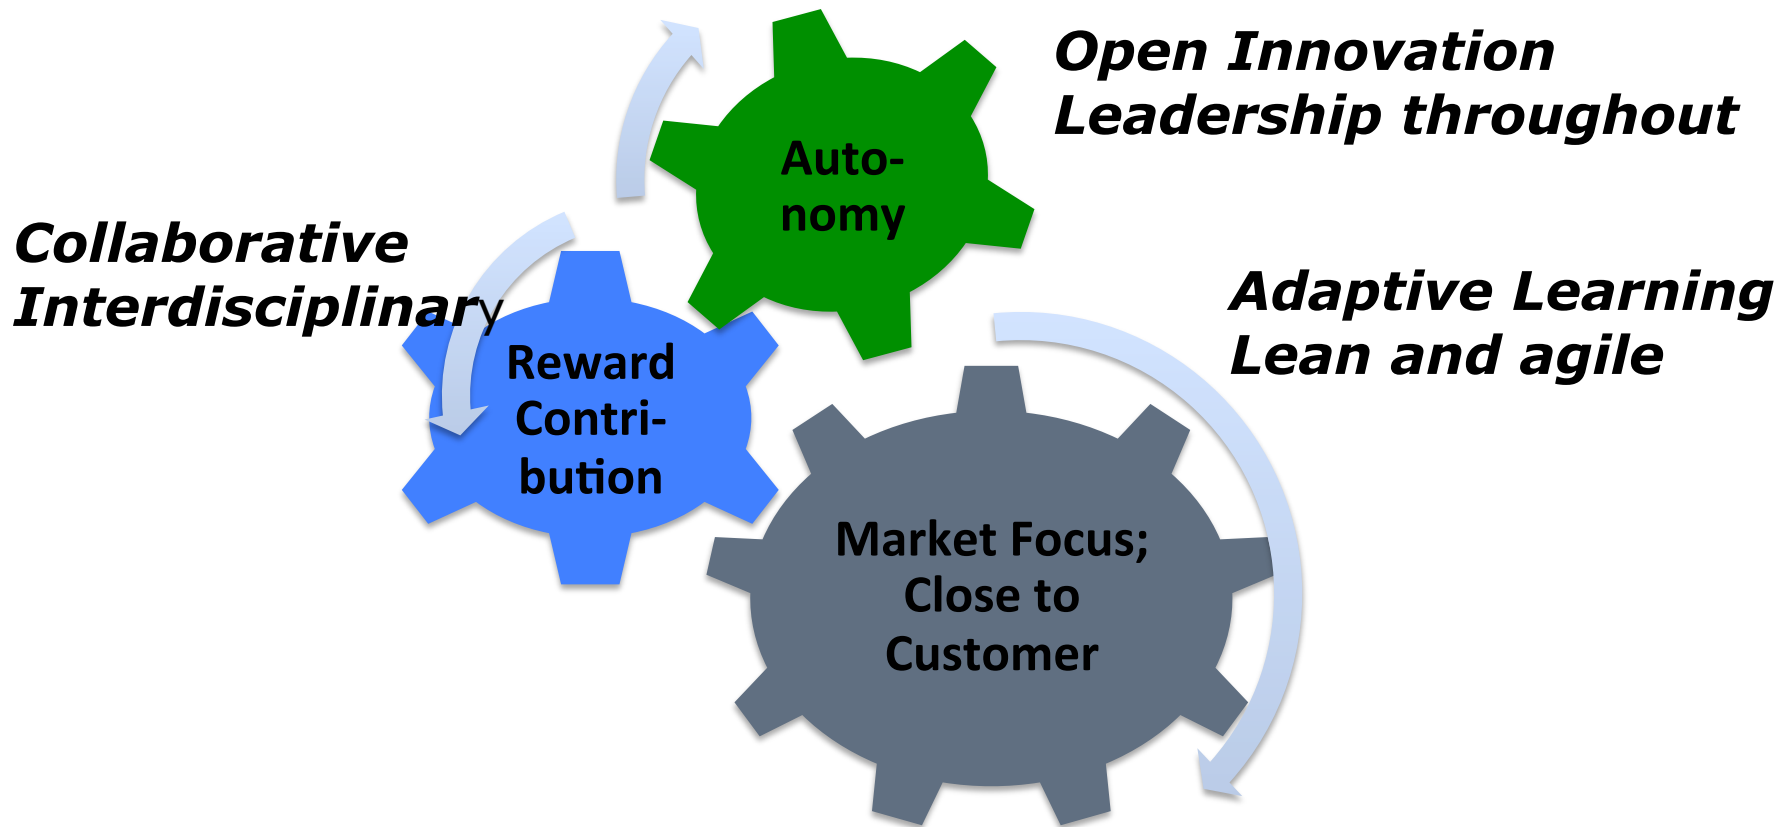 Open Innovation
Leadership throughout
Auto-
nomy
Collaborative
Interdisciplinary
Adaptive Learning
Lean and agile
Reward
Contri-
bution
Market Focus;
Close to
Customer